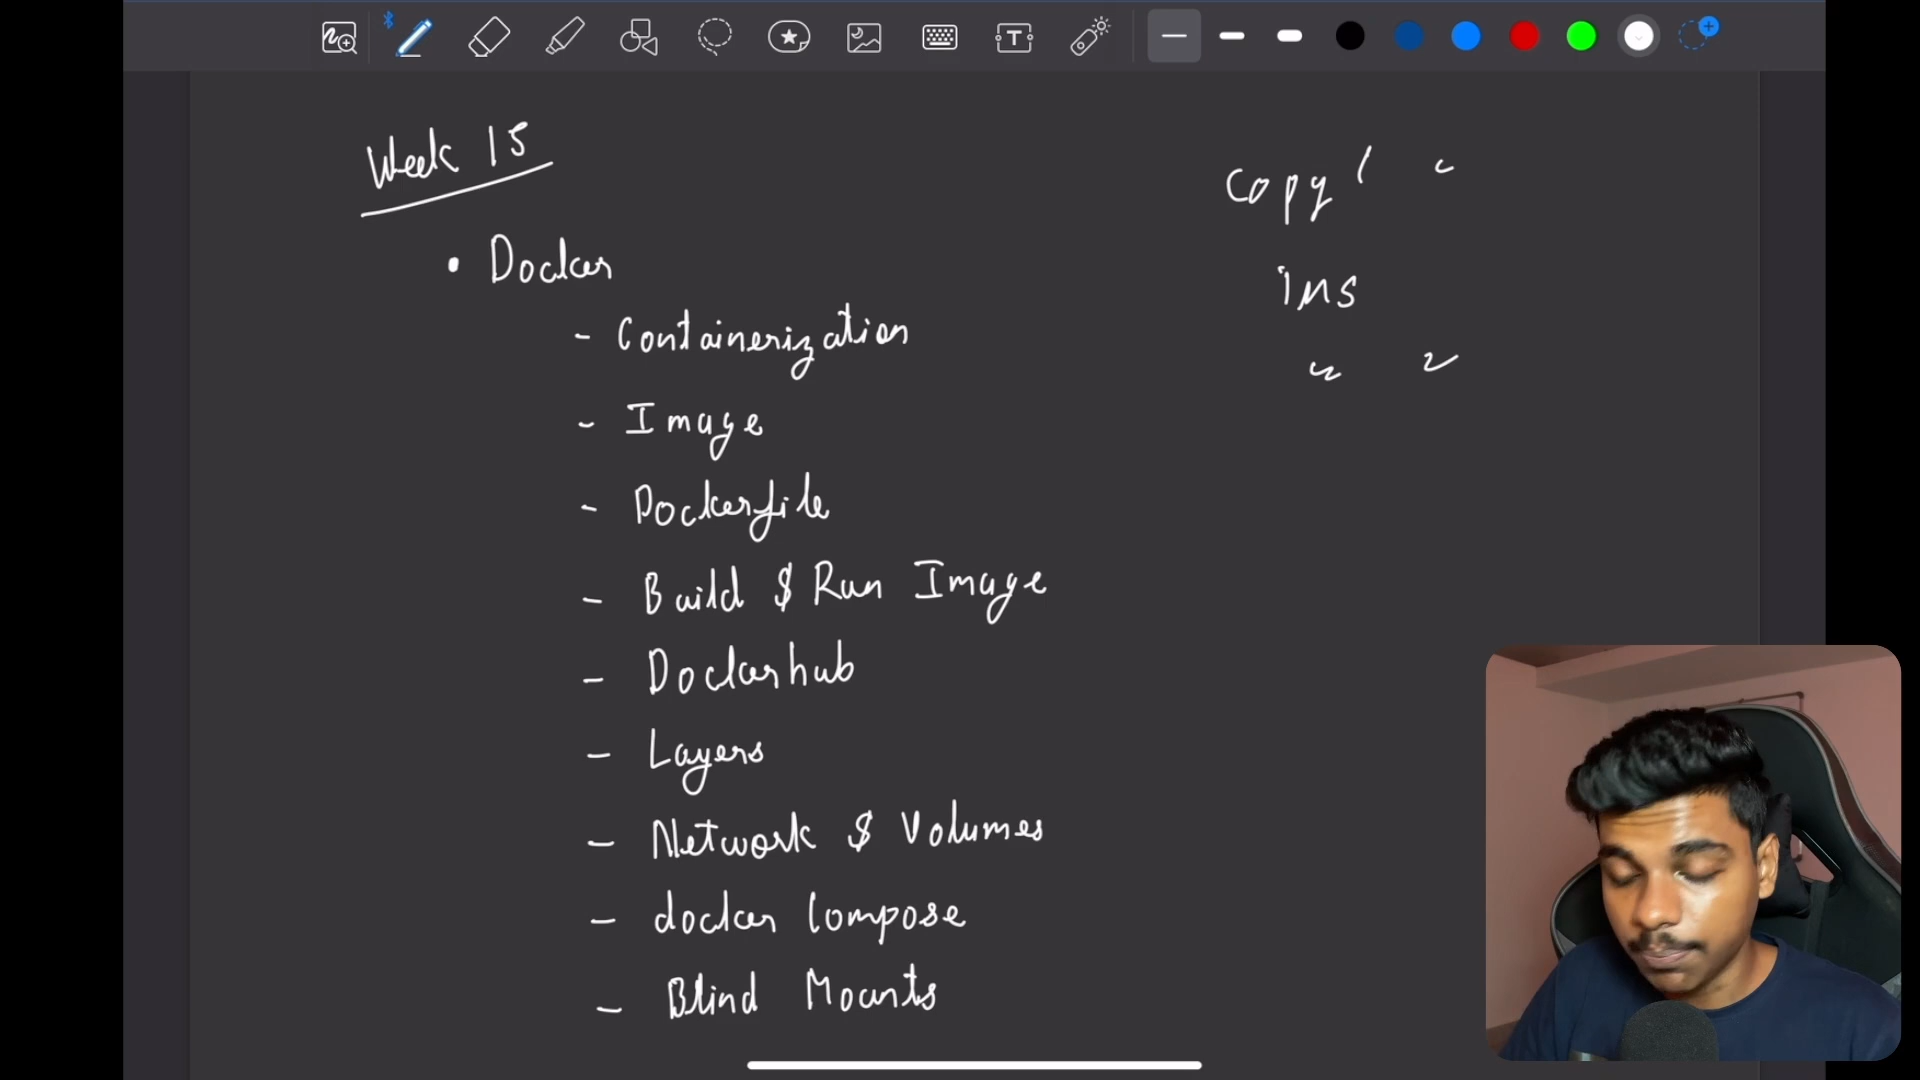 Week 15
• Docker
- Containerization
- Image
- Dockerfile
- Build & Run Image
- Dockerhub
- Layers
- Network & Volumes
- docker compose
- Blind Mounts
copy
ins